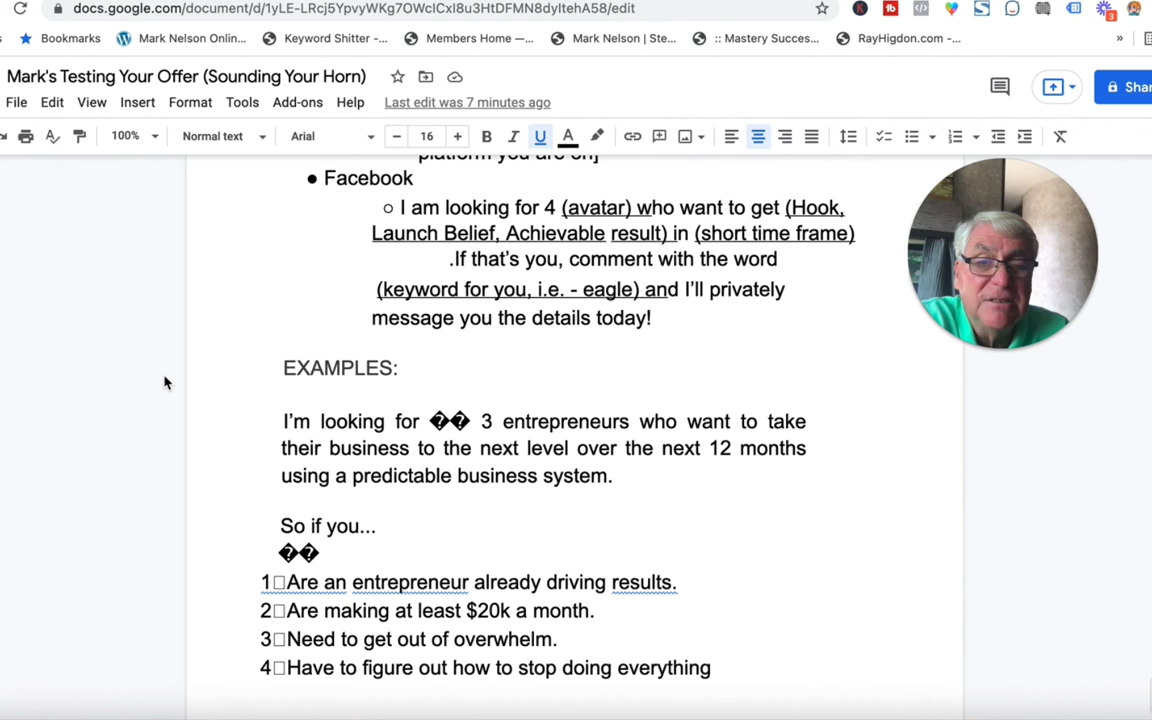 docs.google.com/document/d/1yLE-LRcj5YpvyWKg7OWcICxI8u3HtDFMN8dyItehA58/edit
Bookmarks Mark Nelson Onlin... Keyword Shitter -... Members Home —... Mark Nelson | Ste... :: Mastery Succes... RayHigdon.com -... »
Mark's Testing Your Offer (Sounding Your Horn)
File Edit View Insert Format Tools Add-ons Help Last edit was 7 minutes ago Shar
100% Normal text Arial − 16 + B I U A
platform you are on]
● Facebook
○ I am looking for 4 (avatar) who want to get (Hook,
Launch Belief, Achievable result) in (short time frame)
.If that's you, comment with the word
(keyword for you, i.e. - eagle) and I'll privately
message you the details today!
EXAMPLES:
I'm looking for �� 3 entrepreneurs who want to take
their business to the next level over the next 12 months
using a predictable business system.
So if you...
��
1□Are an entrepreneur already driving results.
2□Are making at least $20k a month.
3□Need to get out of overwhelm.
4□Have to figure out how to stop doing everything